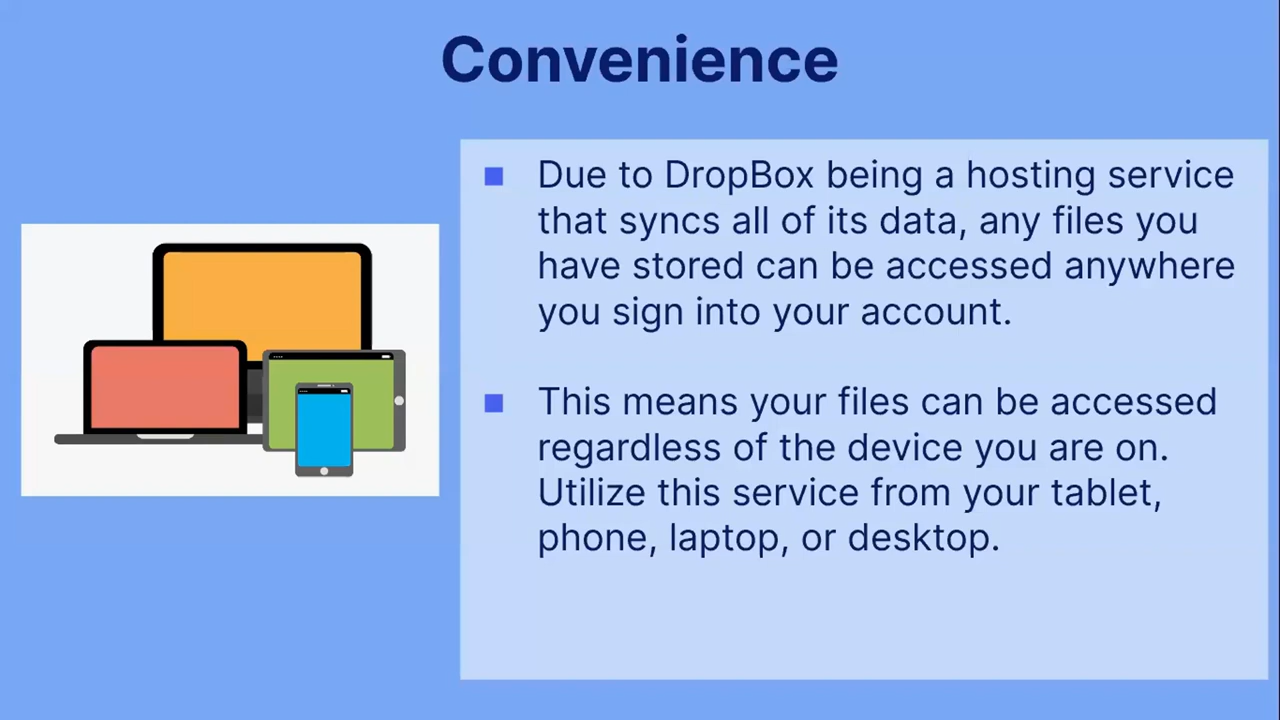 Convenience
Due to DropBox being a hosting service
that syncs all of its data, any files you
have stored can be accessed anywhere
you sign into your account.
This means your files can be accessed
regardless of the device you are on.
Utilize this service from your tablet,
phone, laptop, or desktop.